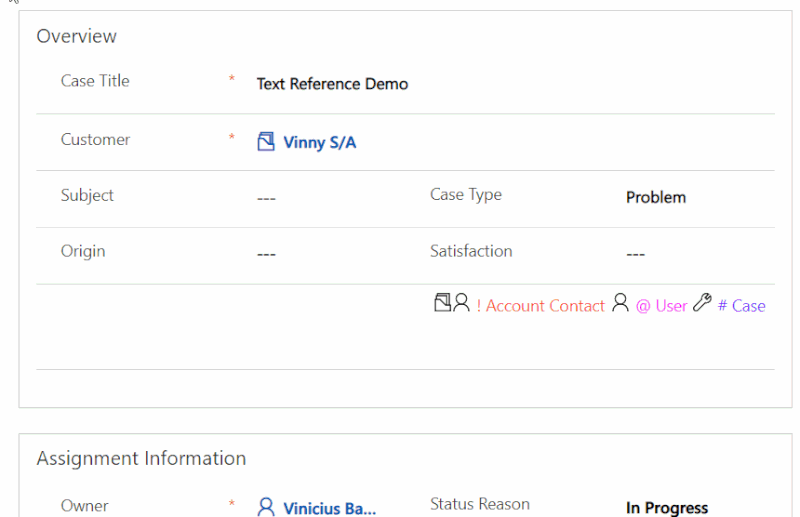 Overview
Case Title * Text Reference Demo
Customer * Vinny S/A
Subject --- Case Type Problem
Origin --- Satisfaction ---
! Account Contact @ User # Case
Assignment Information
Owner * Vinicius Ba... Status Reason In Progress